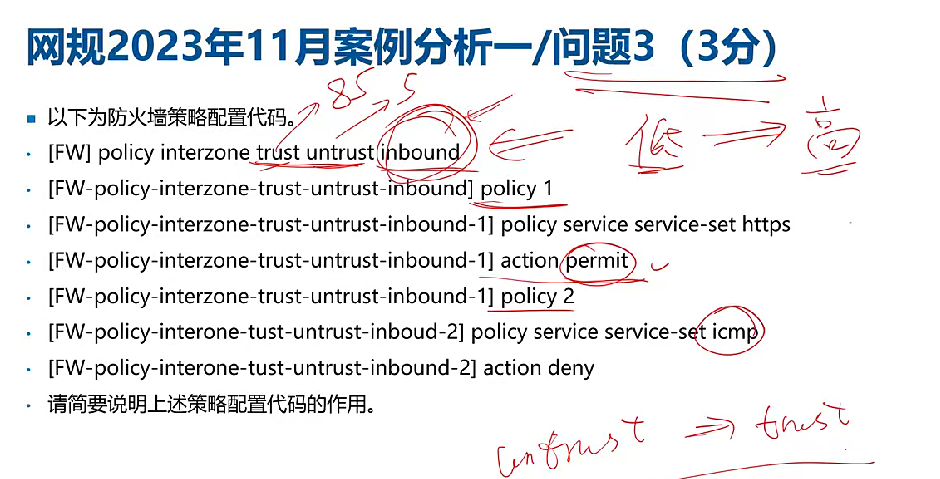 网规2023年11月案例分析一/问题3（3分）
85 5
■ 以下为防火墙策略配置代码。
• [FW] policy interzone trust untrust inbound
低 → 高
• [FW-policy-interzone-trust-untrust-inbound] policy 1
• [FW-policy-interzone-trust-untrust-inbound-1] policy service service-set https
• [FW-policy-interzone-trust-untrust-inbound-1] action permit
• [FW-policy-interzone-trust-untrust-inbound-1] policy 2
• [FW-policy-interone-tust-untrust-inboud-2] policy service service-set icmp
• [FW-policy-interone-tust-untrust-inbound-2] action deny
• 请简要说明上述策略配置代码的作用。
untrust ⇒ trust